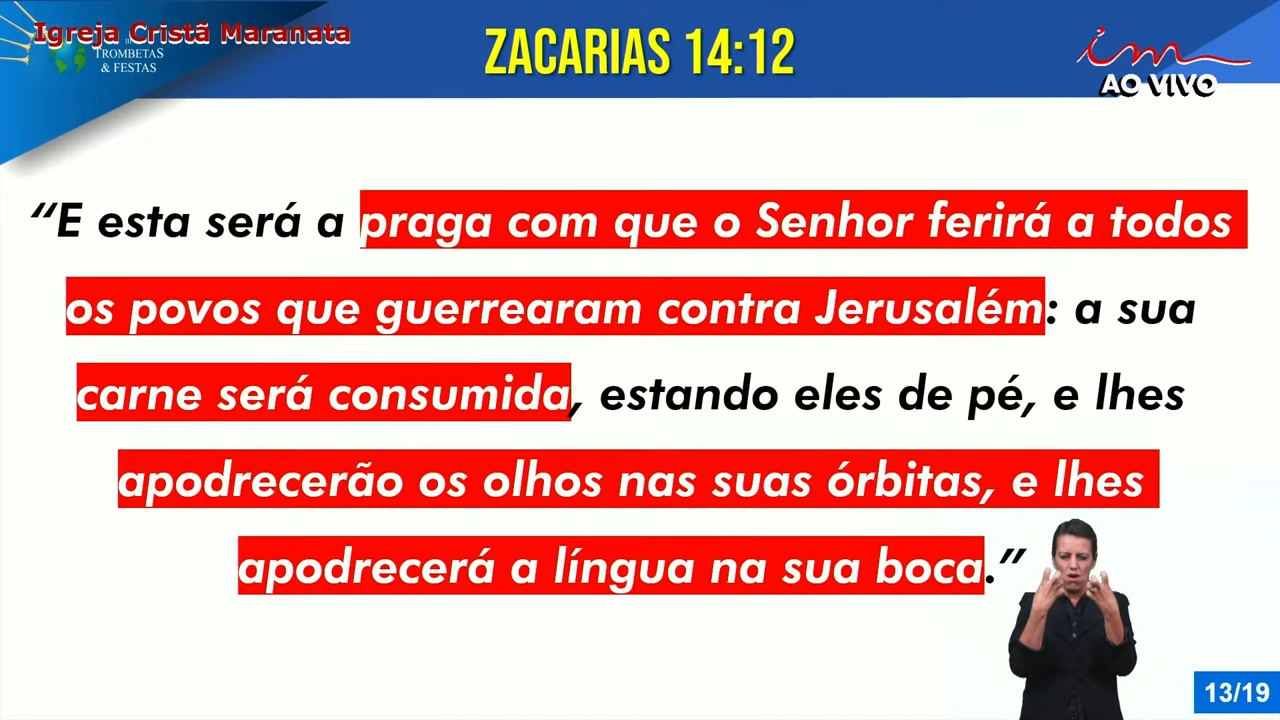 Igreja Cristã Maranata
TROMBETAS
& FESTAS
ZACARIAS 14:12
im
AO VIVO
“E esta será a praga com que o Senhor ferirá a todos
os povos que guerrearam contra Jerusalém: a sua
carne será consumida, estando eles de pé, e lhes
apodrecerão os olhos nas suas órbitas, e lhes
apodrecerá a língua na sua boca.”
13/19